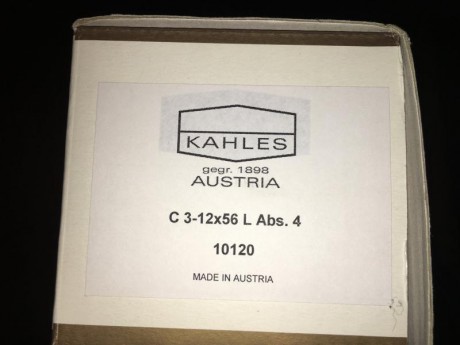 KAHLES
gegr. 1898
AUSTRIA
C 3-12x56 L Abs. 4
10120
MADE IN AUSTRIA